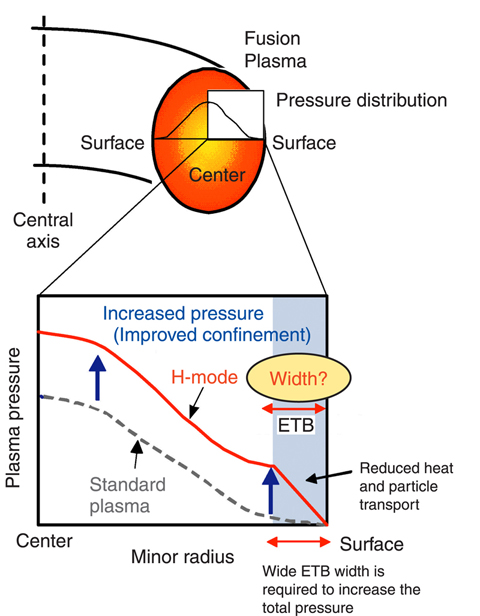 Fusion
Plasma
Pressure distribution
Surface
Surface
Center
Central
axis
Increased pressure
(Improved confinement)
H-mode
Width?
ETB
Plasma pressure
Standard
plasma
Reduced heat
and particle
transport
Center
Minor radius
Surface
Wide ETB width is
required to increase the
total pressure